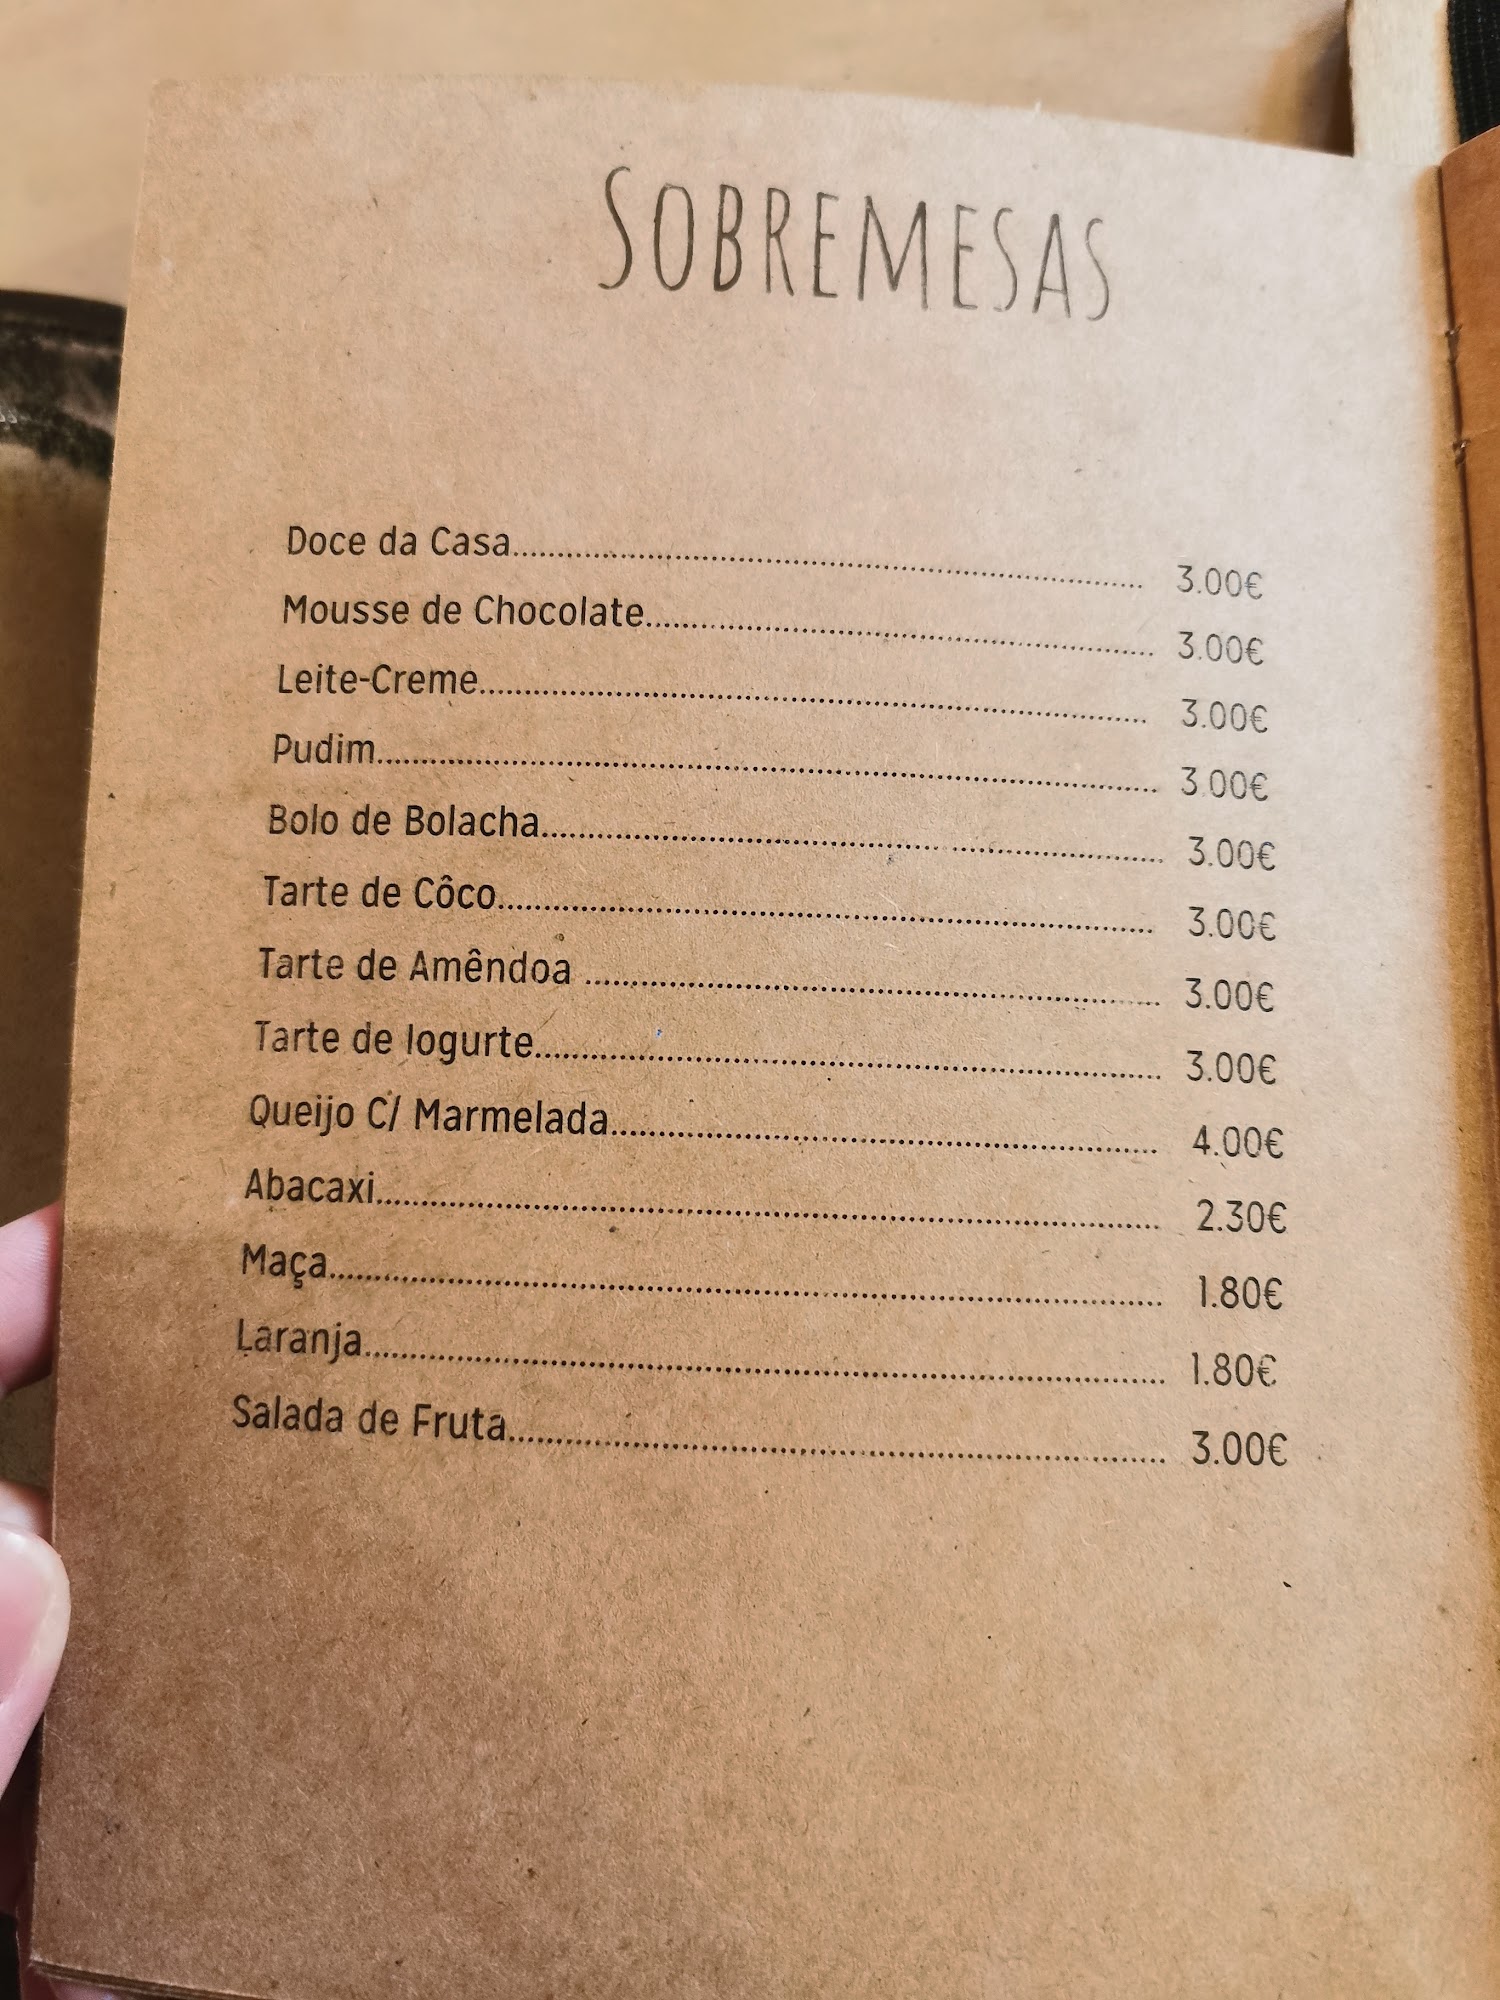 SOBREMESAS
Doce da Casa........................................................................ 3.00€
Mousse de Chocolate.......................................................... 3.00€
Leite-Creme............................................................................ 3.00€
Pudim........................................................................................ 3.00€
Bolo de Bolacha...................................................................... 3.00€
Tarte de Côco.......................................................................... 3.00€
Tarte de Amêndoa ................................................................. 3.00€
Tarte de Iogurte...................................................................... 3.00€
Queijo C/ Marmelada............................................................. 4.00€
Abacaxi...................................................................................... 2.30€
Maça........................................................................................... 1.80€
Laranja....................................................................................... 1.80€
Salada de Fruta........................................................................ 3.00€